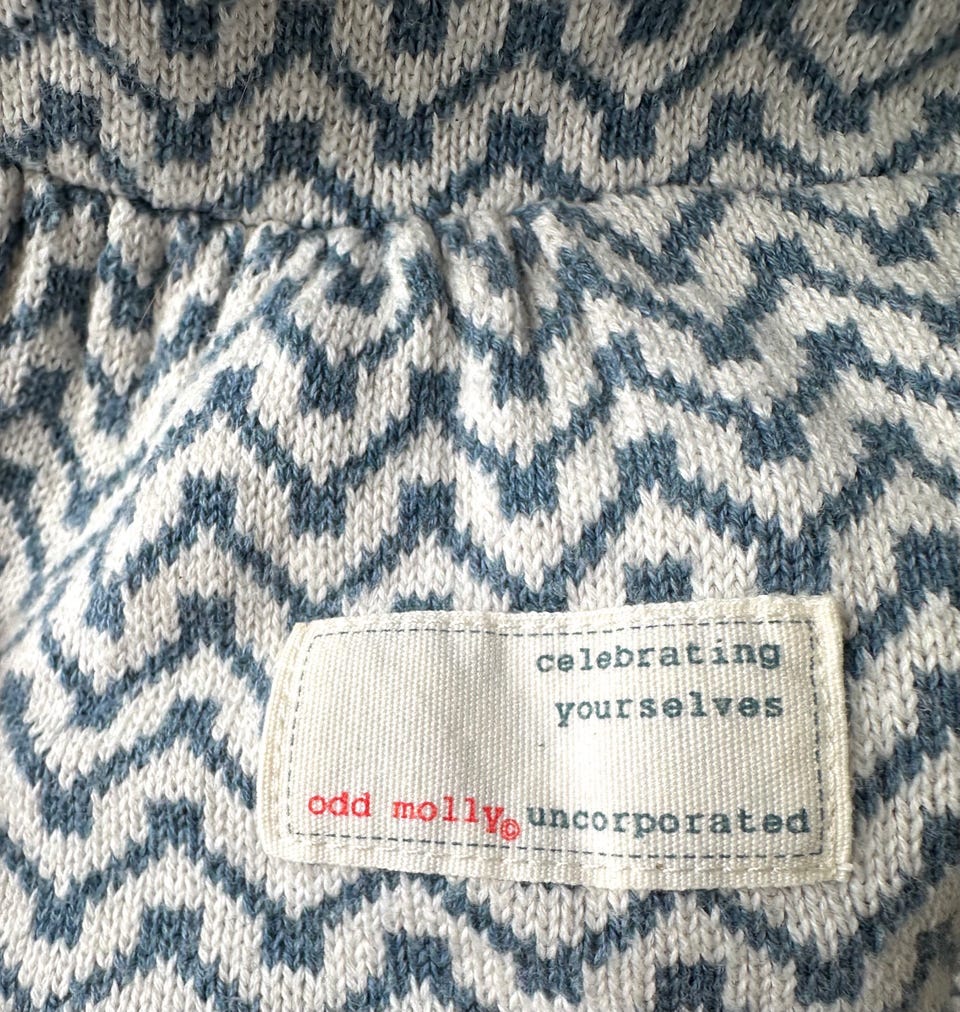 celebrating
yourselves
odd molly© uncorporated